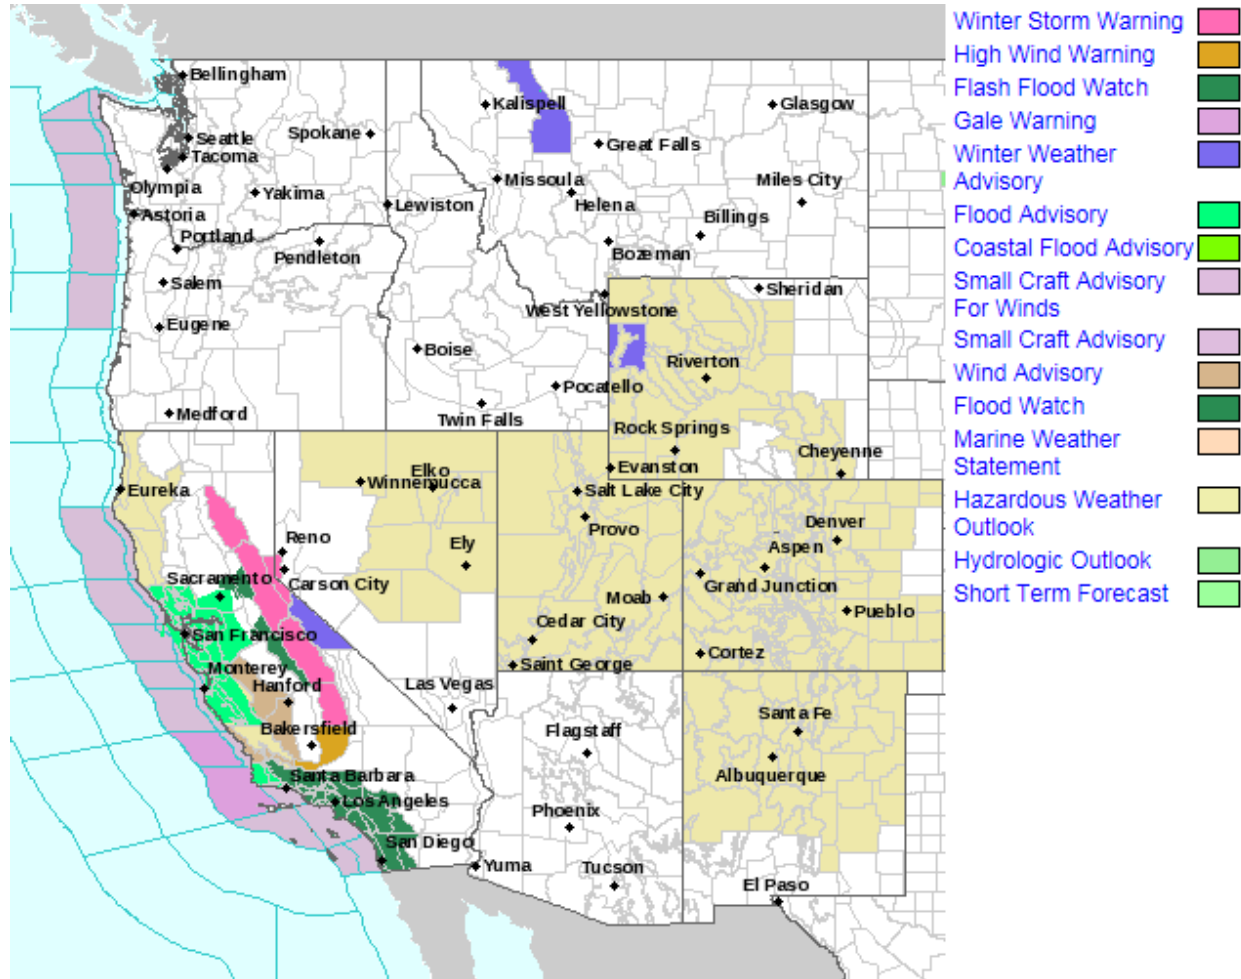 Bellingham
Kalispell
Glasgow
Seattle
Spokane
Great Falls
Tacoma
Olympia
Yakima
Missoula
Helena
Miles City
Astoria
Lewiston
Billings
Portland
Pendleton
Bozeman
Salem
Sheridan
West Yellowstone
Eugene
Boise
Riverton
Pocatello
Medford
Twin Falls
Rock Springs
Cheyenne
Evanston
Elko
Winnemucca
Eureka
Salt Lake City
Provo
Denver
Reno
Ely
Aspen
Sacramento
Carson City
Grand Junction
Moab
Pueblo
Cedar City
San Francisco
Cortez
Saint George
Monterey
Hanford
Las Vegas
Santa Fe
Bakersfield
Flagstaff
Albuquerque
Santa Barbara
Los Angeles
Phoenix
San Diego
Yuma
Tucson
El Paso
Winter Storm Warning
High Wind Warning
Flash Flood Watch
Gale Warning
Winter Weather
Advisory
Flood Advisory
Coastal Flood Advisory
Small Craft Advisory
For Winds
Small Craft Advisory
Wind Advisory
Flood Watch
Marine Weather
Statement
Hazardous Weather
Outlook
Hydrologic Outlook
Short Term Forecast